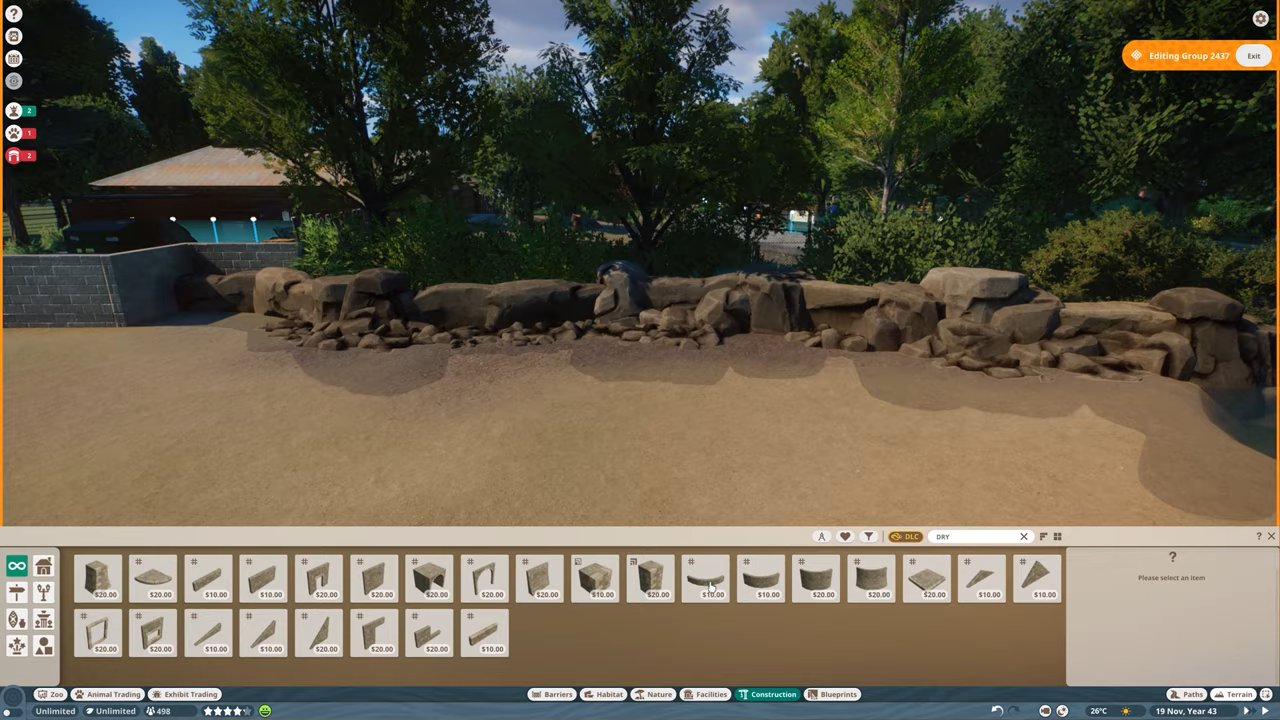 Editing Group 2437 Exit
2
1
2
DLC DRY
$20.00 $20.00 $10.00 $10.00 $20.00 $20.00 $20.00 $20.00 $20.00 $10.00 $20.00 $10.00 $10.00 $20.00 $20.00 $20.00 $10.00 $10.00
$20.00 $20.00 $10.00 $10.00 $20.00 $20.00 $20.00 $10.00
?
Please select an item
Zoo Animal Trading Exhibit Trading Barriers Habitat Nature Facilities Construction Blueprints Paths Terrain
Unlimited Unlimited 498 26°C 19 Nov, Year 43